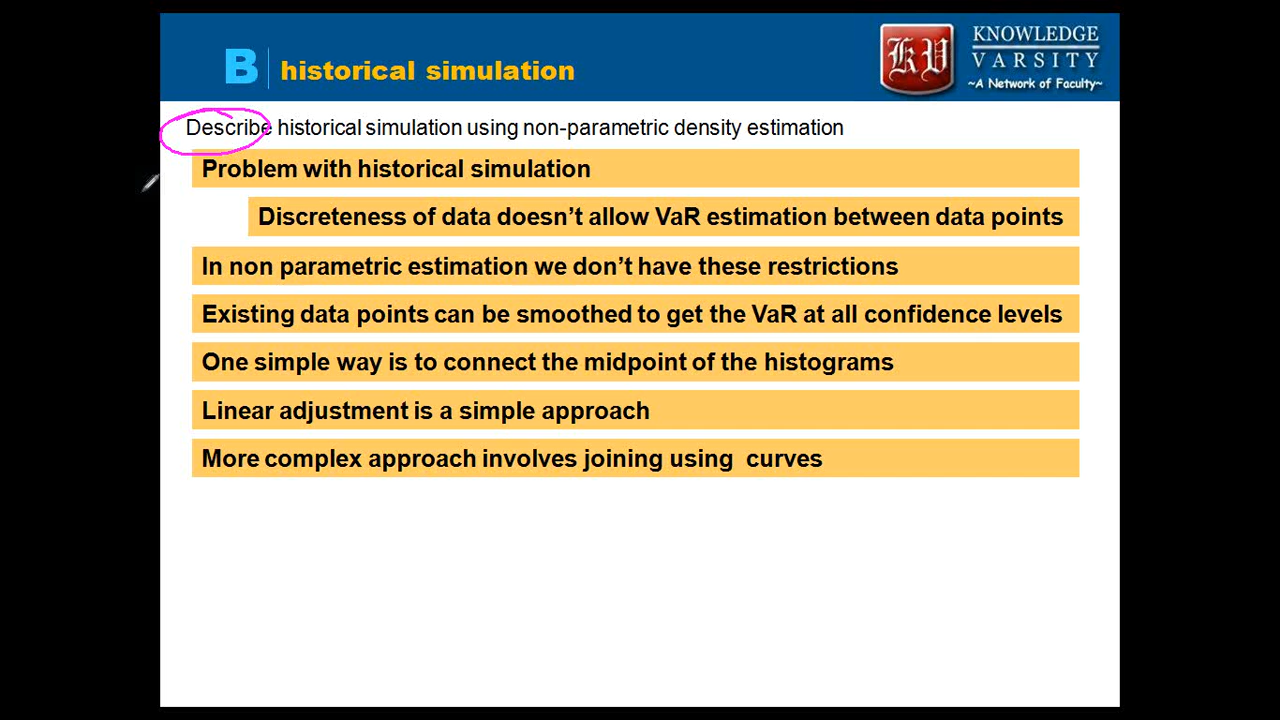 B historical simulation
KV
KNOWLEDGE
VARSITY
~A Network of Faculty~
Describe historical simulation using non-parametric density estimation
Problem with historical simulation
Discreteness of data doesn’t allow VaR estimation between data points
In non parametric estimation we don’t have these restrictions
Existing data points can be smoothed to get the VaR at all confidence levels
One simple way is to connect the midpoint of the histograms
Linear adjustment is a simple approach
More complex approach involves joining using  curves